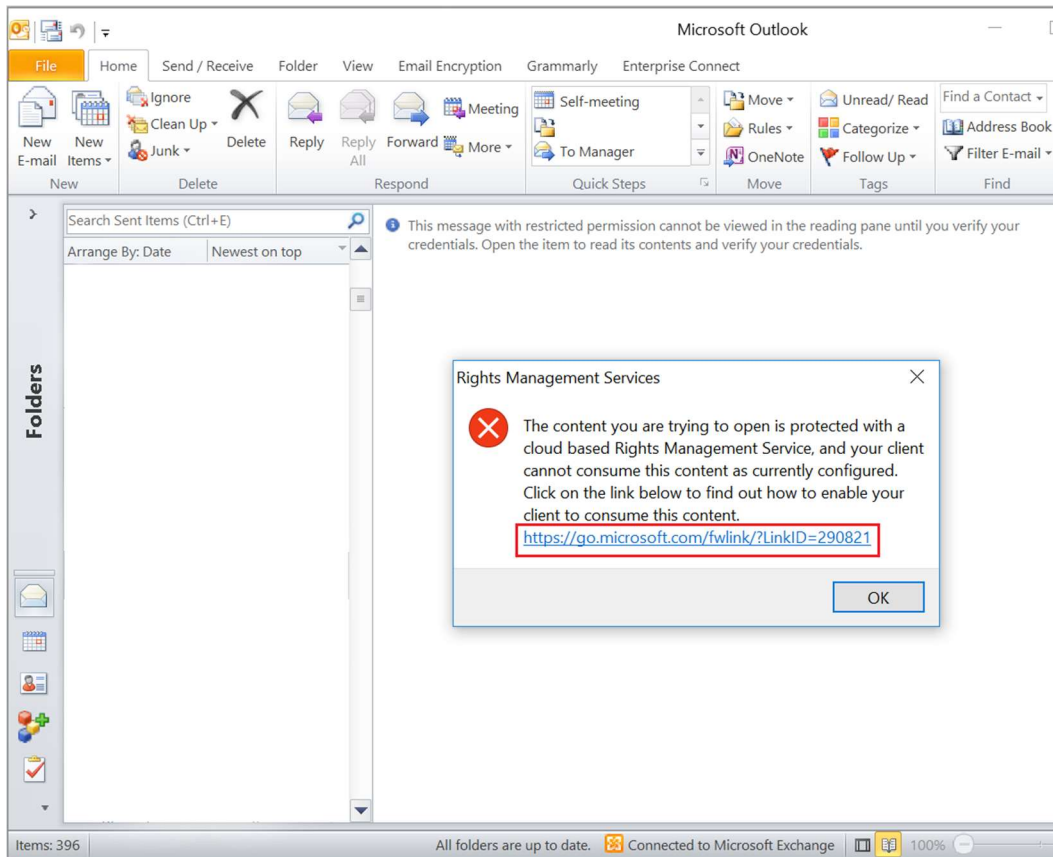 Microsoft Outlook
File Home Send / Receive Folder View Email Encryption Grammarly Enterprise Connect
New E-mail
New Items
New
Ignore
Clean Up
Junk
Delete
Delete
Reply
Reply All
Forward
Meeting
More
Respond
Self-meeting
To Manager
Quick Steps
Move
Rules
OneNote
Move
Unread/ Read
Categorize
Follow Up
Tags
Find a Contact
Address Book
Filter E-mail
Find
Folders
Search Sent Items (Ctrl+E)
Arrange By: Date Newest on top
This message with restricted permission cannot be viewed in the reading pane until you verify your
credentials. Open the item to read its contents and verify your credentials.
Rights Management Services
The content you are trying to open is protected with a
cloud based Rights Management Service, and your client
cannot consume this content as currently configured.
Click on the link below to find out how to enable your
client to consume this content.
https://go.microsoft.com/fwlink/?LinkID=290821
OK
Items: 396 All folders are up to date. Connected to Microsoft Exchange 100%